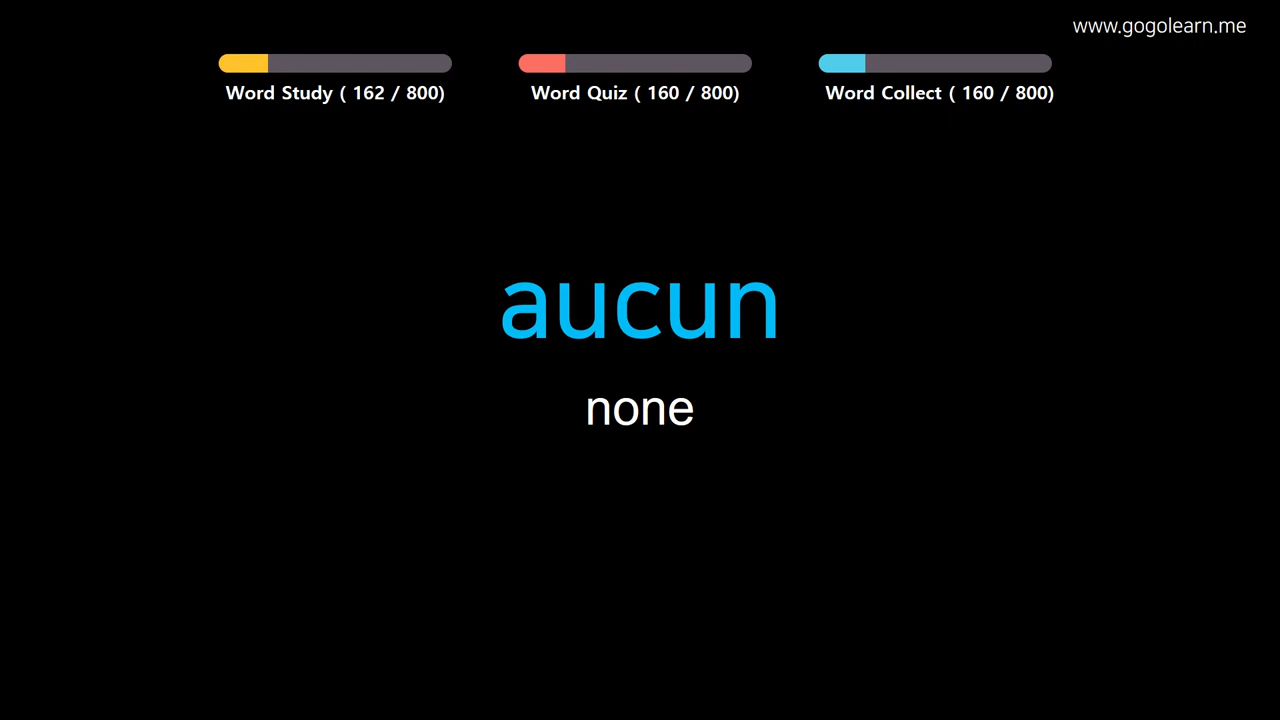 www.gogolearn.me
Word Study ( 162 / 800)
Word Quiz ( 160 / 800)
Word Collect ( 160 / 800)
aucun
none